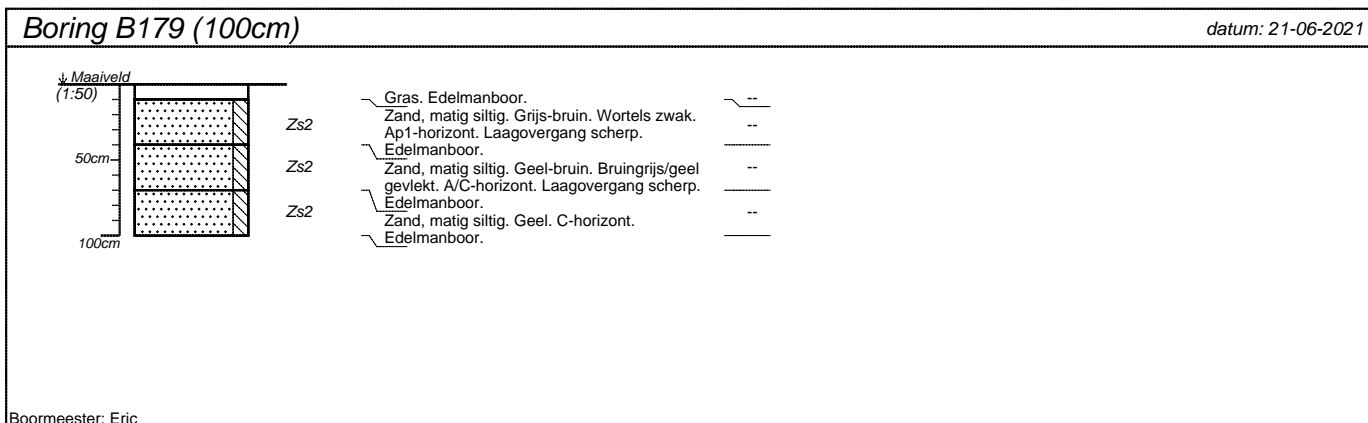 Boring B179 (100cm)
datum: 21-06-2021
Maaiveld
(1:50)
Gras. Edelmanboor.
--
Zs2
Zand, matig siltig. Grijs-bruin. Wortels zwak.
Ap1-horizont. Laagovergang scherp.
--
Edelmanboor.
50cm
Zs2
Zand, matig siltig. Geel-bruin. Bruingrijs/geel
gevlekt. A/C-horizont. Laagovergang scherp.
--
Edelmanboor.
Zs2
Zand, matig siltig. Geel. C-horizont.
--
Edelmanboor.
100cm
Boormeester: Eric